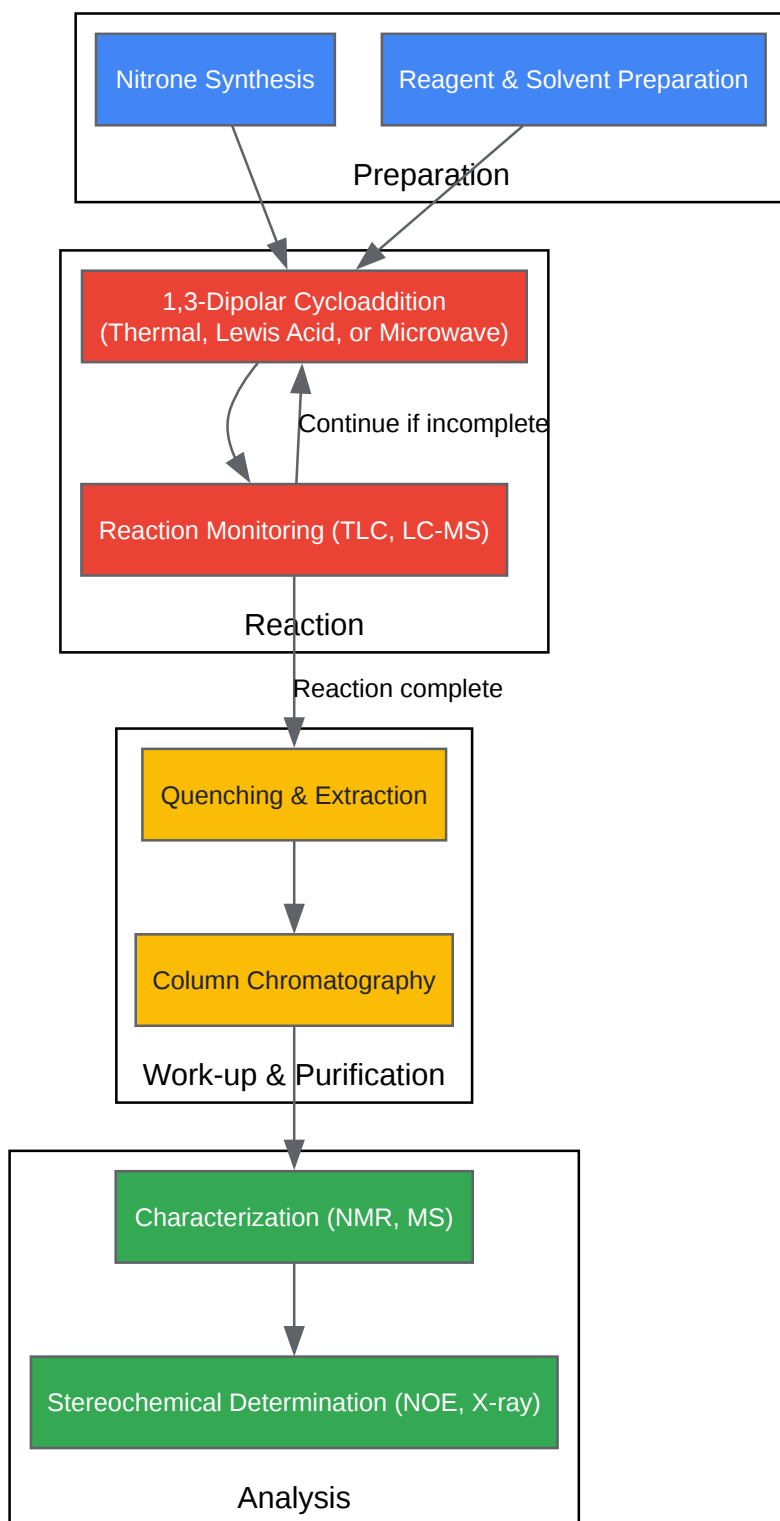 Nitrone Synthesis
Reagent & Solvent Preparation
Preparation
1,3-Dipolar Cycloaddition
(Thermal, Lewis Acid, or Microwave)
Continue if incomplete
Reaction Monitoring (TLC, LC-MS)
Reaction
Reaction complete
Quenching & Extraction
Column Chromatography
Work-up & Purification
Characterization (NMR, MS)
Stereochemical Determination (NOE, X-ray)
Analysis